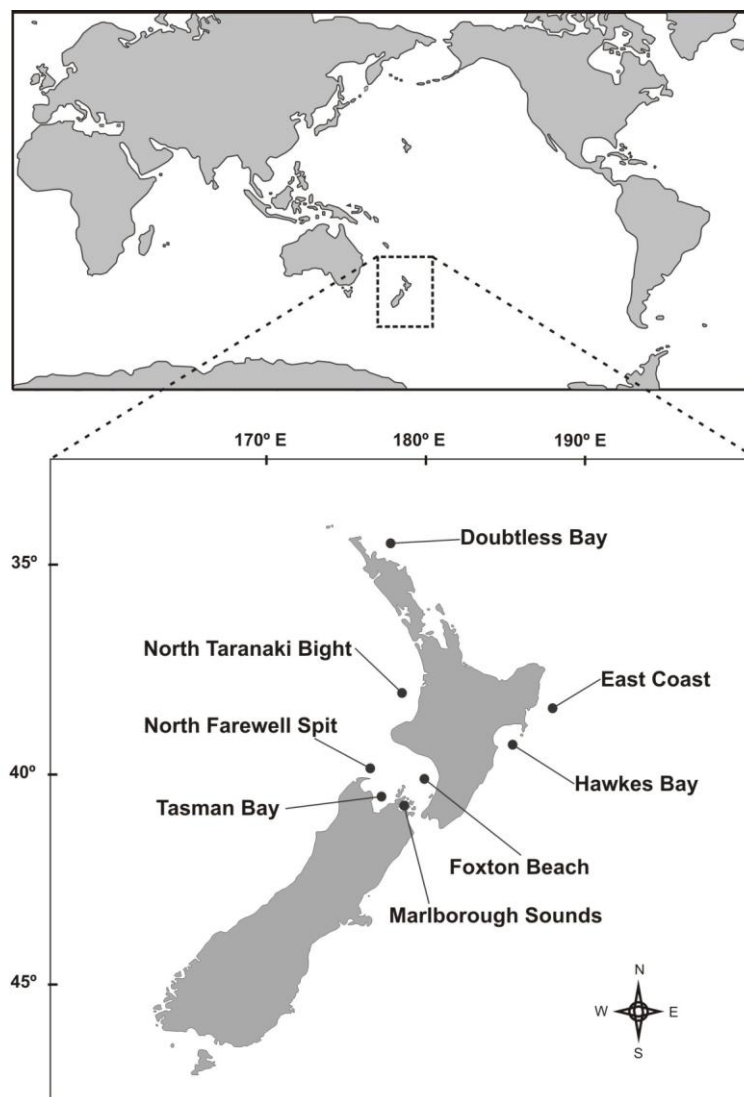 170º E 180º E 190º E
Doubtless Bay
35º
North Taranaki Bight
East Coast
North Farewell Spit
40º
Hawkes Bay
Tasman Bay
Foxton Beach
Marlborough Sounds
45º
N
W E
S